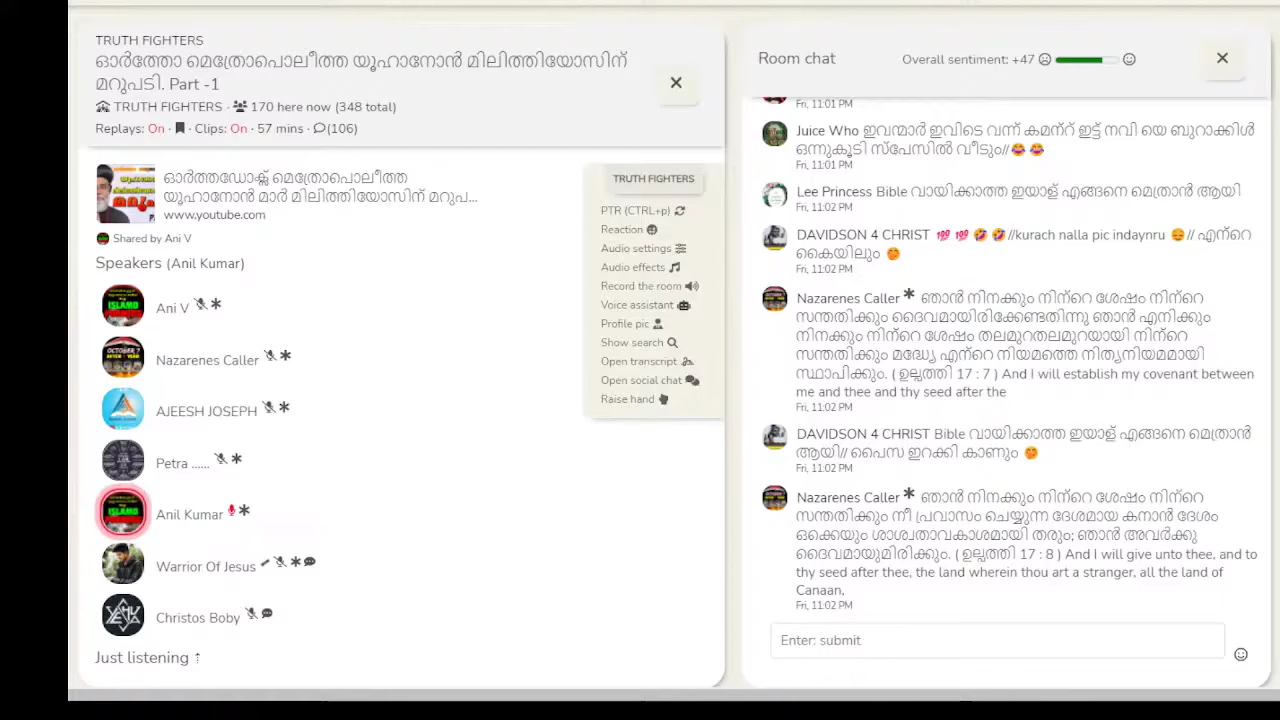 TRUTH FIGHTERS
ഓർത്തോ മെത്രോപൊലീത്ത യൂഹാനോൻ മിലിത്തിയോസിന്
മറുപടി. Part -1
TRUTH FIGHTERS · 170 here now (348 total)
Replays: On · Clips: On · 57 mins · (106)
ഓർത്തഡോക്സ് മെത്രൊപോലീത്ത
യൂഹാനോൻ മാർ മിലിത്തിയോസിന് മറുപ...
www.youtube.com
Shared by Ani V
Speakers (Anil Kumar)
Ani V
Nazarenes Caller
AJEESH JOSEPH
Petra ......
Anil Kumar
Warrior Of Jesus
Christos Boby
Just listening ⇡
TRUTH FIGHTERS
PTR (CTRL+p)
Reaction
Audio settings
Audio effects
Record the room
Voice assistant
Profile pic
Show search
Open transcript
Open social chat
Raise hand
Room chat
Overall sentiment: +47
Fri, 11:01 PM
Juice Who ഇവന്മാർ ഇവിടെ വന്ന് കമന്റ് ഇട്ട് നവി യെ ബുറാക്കിൾ
ഒന്നുകൂടി സ്പേസിൽ വീടും//😂 😂
Fri, 11:01 PM
Lee Princess Bible വായിക്കാത്ത ഇയാള് എങ്ങനെ മെത്രാൻ ആയി
Fri, 11:02 PM
DAVIDSON 4 CHRIST 💯 💯 🤣 🤣//kurach nalla pic indaynru 😌 // എന്റെ
കൈയിലും 🤭
Fri, 11:02 PM
Nazarenes Caller * ഞാൻ നിനക്കും നിന്റെ ശേഷം നിന്റെ
സന്തതിക്കും ദൈവമായിരിക്കേണ്ടതിന്നു ഞാൻ എനിക്കും
നിനക്കും നിന്റെ ശേഷം തലമുറതലമുറയായി നിന്റെ
സന്തതിക്കും മദ്ധ്യേ എന്റെ നിയമത്തെ നിത്യനിയമമായി
സ്ഥാപിക്കും. ( ഉല്പത്തി 17 : 7 ) And I will establish my covenant between
me and thee and thy seed after the
Fri, 11:02 PM
DAVIDSON 4 CHRIST Bible വായിക്കാത്ത ഇയാള് എങ്ങനെ മെത്രാൻ
ആയി// പൈസ ഇറക്കി കാണും 🤭
Fri, 11:02 PM
Nazarenes Caller * ഞാൻ നിനക്കും നിന്റെ ശേഷം നിന്റെ
സന്തതിക്കും നീ പ്രവാസം ചെയ്യുന്ന ദേശമായ കനാൻ ദേശം
ഒക്കെയും ശാശ്വതാവകാശമായി തരും; ഞാൻ അവർക്കു
ദൈവമായുമിരിക്കും. ( ഉല്പത്തി 17 : 8 ) And I will give unto thee, and to
thy seed after thee, the land wherein thou art a stranger, all the land of
Canaan,
Fri, 11:02 PM
Enter: submit